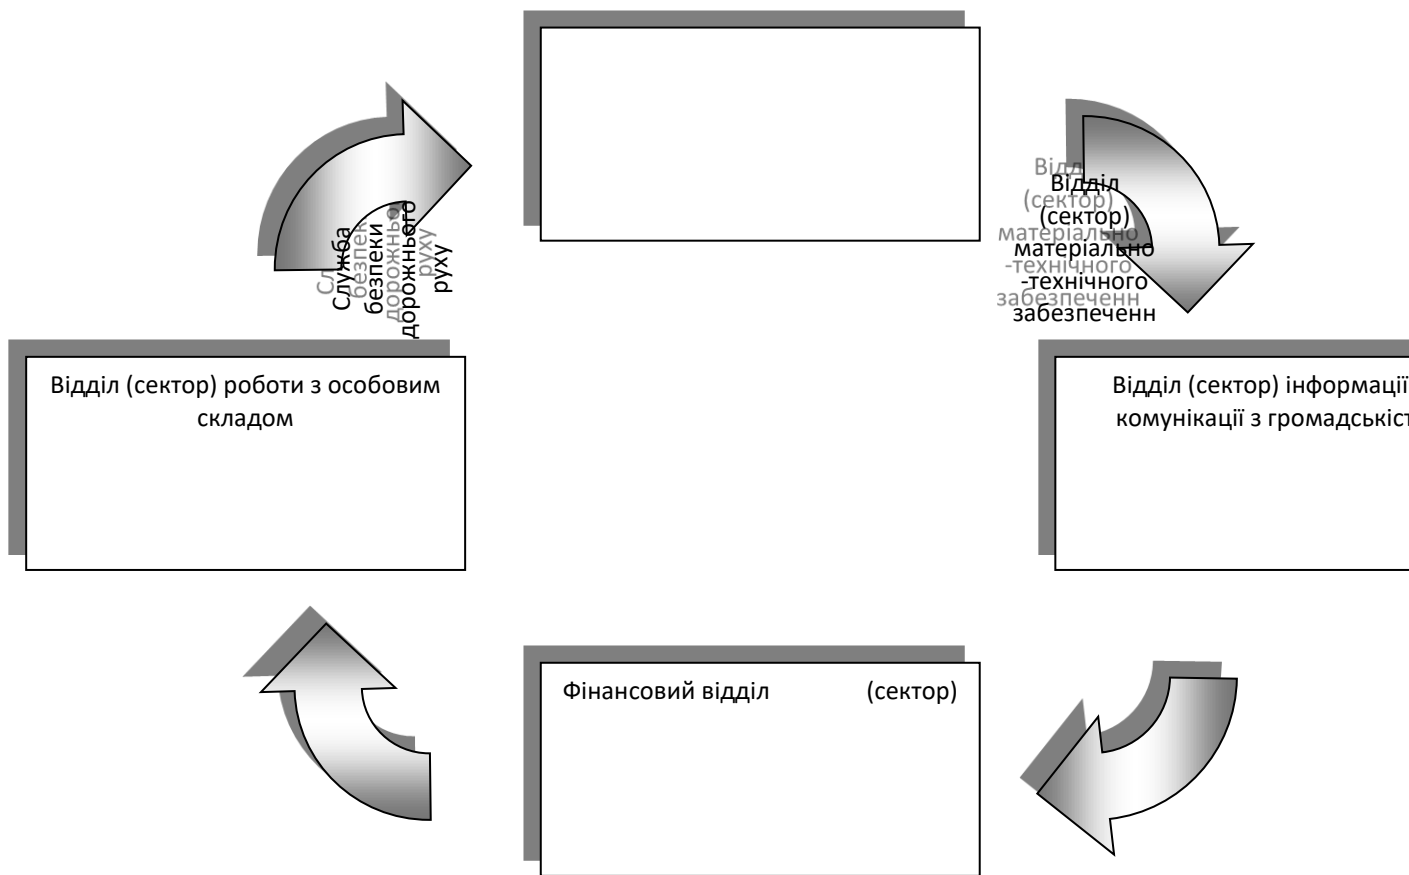 Служба
безпеки
дорожнього
руху
Відділ
(сектор)
матеріально
-технічного
забезпеченн
Відділ (сектор) роботи з особовим
складом
Відділ (сектор) інформації
комунікації з громадськіст
Фінансовий відділ (сектор)